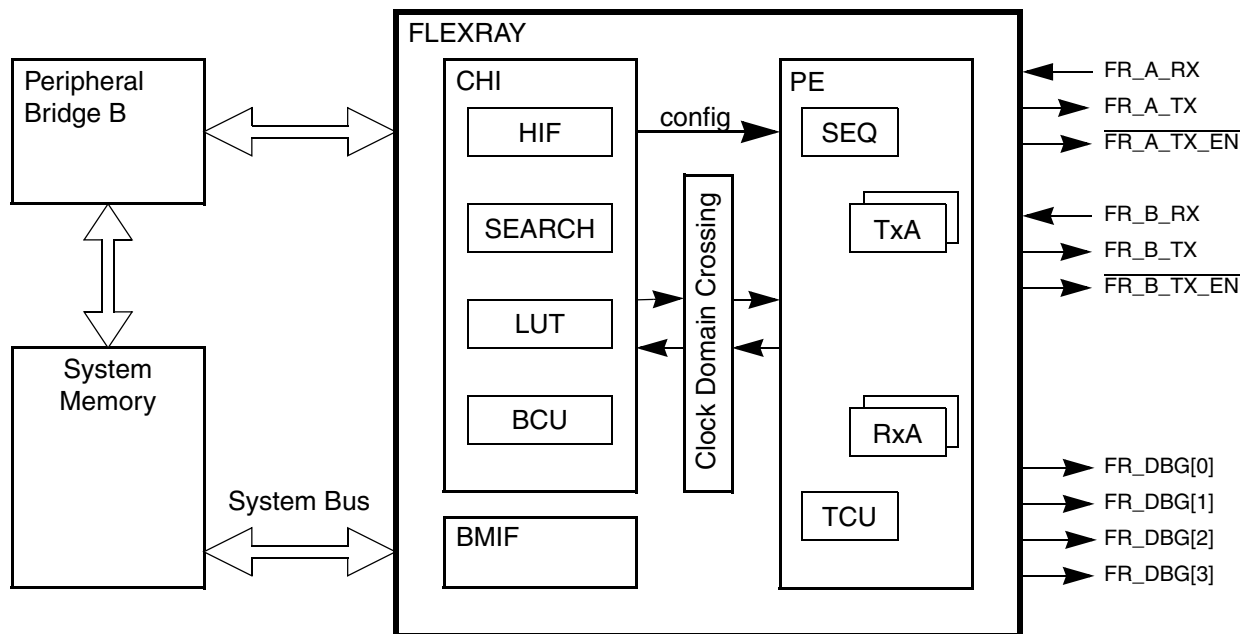 FLEXRAY
Peripheral
Bridge B
CHI
HIF
SEARCH
LUT
BCU
config
Clock Domain Crossing
PE
SEQ
TxA
RxA
TCU
FR_A_RX
FR_A_TX
FR_A_TX_EN
FR_B_RX
FR_B_TX
FR_B_TX_EN
FR_DBG[0]
FR_DBG[1]
FR_DBG[2]
FR_DBG[3]
System
Memory
System Bus
BMIF